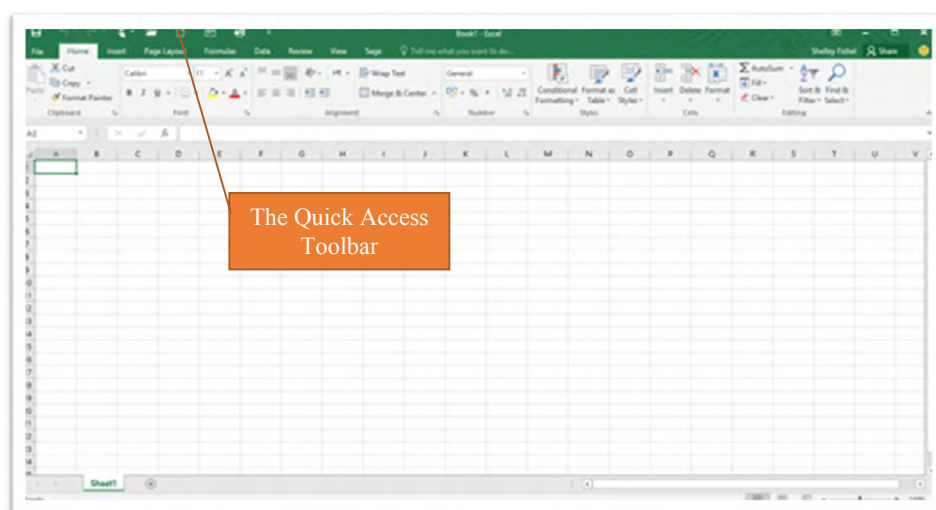 Book1 - Excel
File Home Insert Page Layout Formulas Data Review View Sage Tell me what you want to do... Shelley Fishel Share
Cut
Copy
Format Painter
Paste
Calibri
11
B I U
Wrap Text
Merge & Center
General
%
Conditional Formatting
Format as Table
Cell Styles
Insert Delete Format
AutoSum
Fill
Clear
Sort & Filter
Find & Select
Clipboard Font Alignment Number Styles Cells Editing
A1
A B C D E F G H I J K L M N O P Q R S T U V
The Quick Access
Toolbar
Sheet1